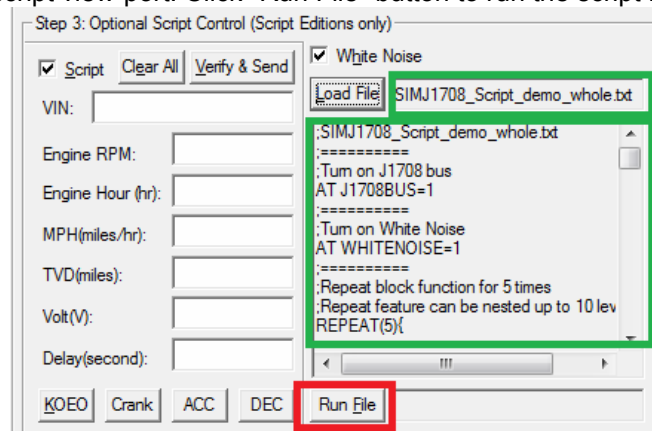 Step 3: Optional Script Control (Script Editions only)
Script
Clear All
Verify & Send
VIN:
Engine RPM:
Engine Hour (hr):
MPH(miles/hr):
TVD(miles):
Volt(V):
Delay(second):
KOEO
Crank
ACC
DEC
White Noise
Load File
SIMJ1708_Script_demo_whole.txt
;SIMJ1708_Script_demo_whole.txt
;==========
;Turn on J1708 bus
AT J1708BUS=1
;==========
;Turn on White Noise
AT WHITENOISE=1
;==========
;Repeat block function for 5 times
;Repeat feature can be nested up to 10 lev
REPEAT(5){
Run File